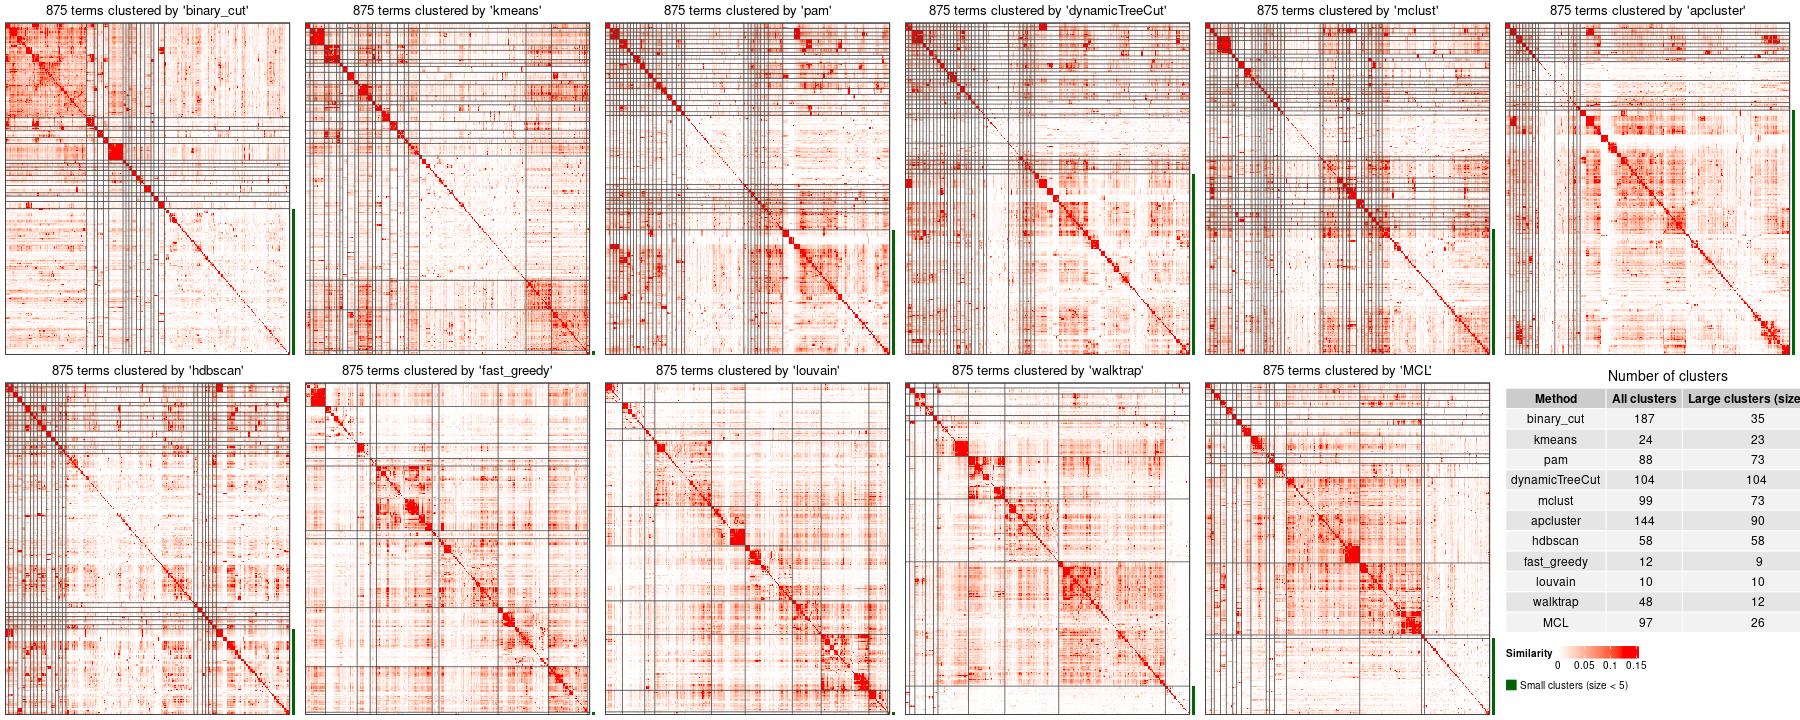 875 terms clustered by 'binary_cut'
875 terms clustered by 'kmeans'
875 terms clustered by 'pam'
875 terms clustered by 'dynamicTreeCut'
875 terms clustered by 'mclust'
875 terms clustered by 'apcluster'
875 terms clustered by 'hdbscan'
875 terms clustered by 'fast_greedy'
875 terms clustered by 'louvain'
875 terms clustered by 'walktrap'
875 terms clustered by 'MCL'
Number of clusters
Method All clusters Large clusters (size
binary_cut 187 35
kmeans 24 23
pam 88 73
dynamicTreeCut 104 104
mclust 99 73
apcluster 144 90
hdbscan 58 58
fast_greedy 12 9
louvain 10 10
walktrap 48 12
MCL 97 26
Similarity
0 0.05 0.1 0.15
Small clusters (size < 5)